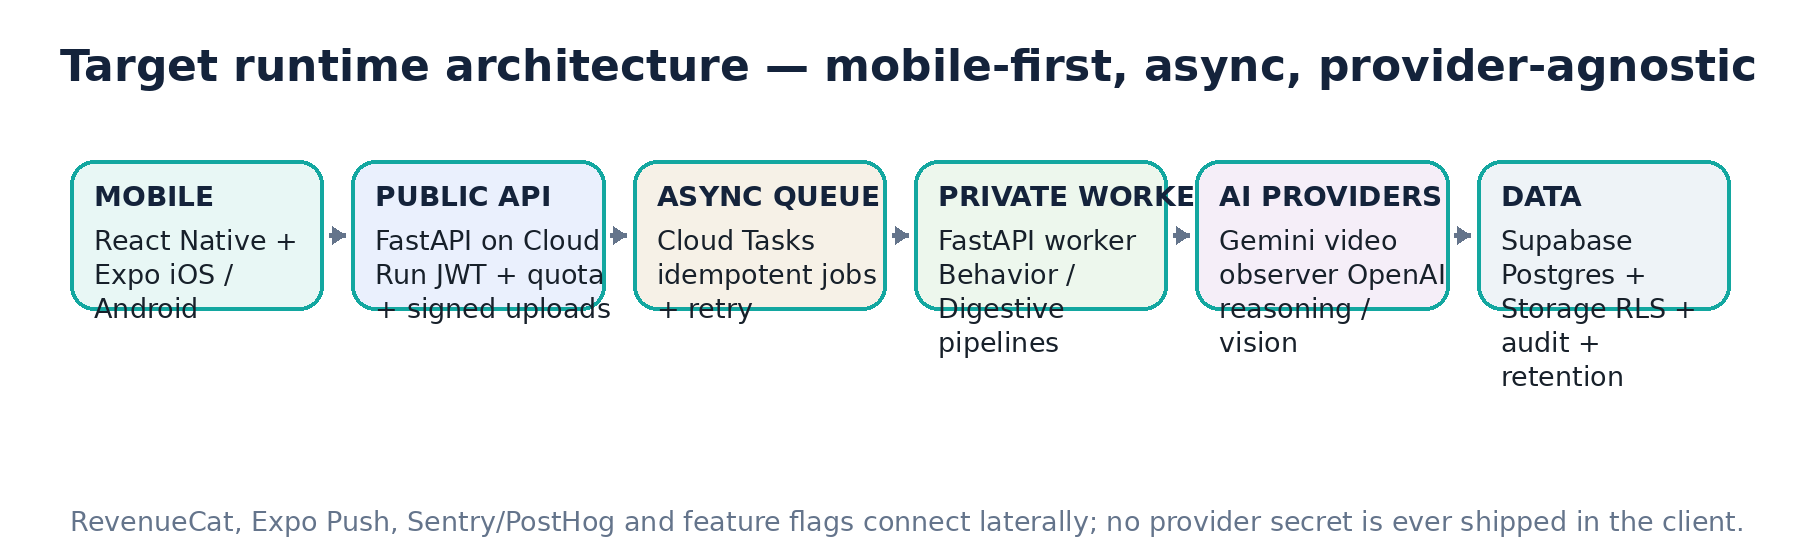 Target runtime architecture — mobile-first, async, provider-agnostic
MOBILE
React Native +
Expo iOS /
Android
PUBLIC API
FastAPI on Cloud
Run JWT + quota
+ signed uploads
ASYNC QUEUE
Cloud Tasks
idempotent jobs
+ retry
PRIVATE WORKE
FastAPI worker
Behavior /
Digestive
pipelines
AI PROVIDERS
Gemini video
observer OpenAI
reasoning /
vision
DATA
Supabase
Postgres +
Storage RLS +
audit +
retention
RevenueCat, Expo Push, Sentry/PostHog and feature flags connect laterally; no provider secret is ever shipped in the client.